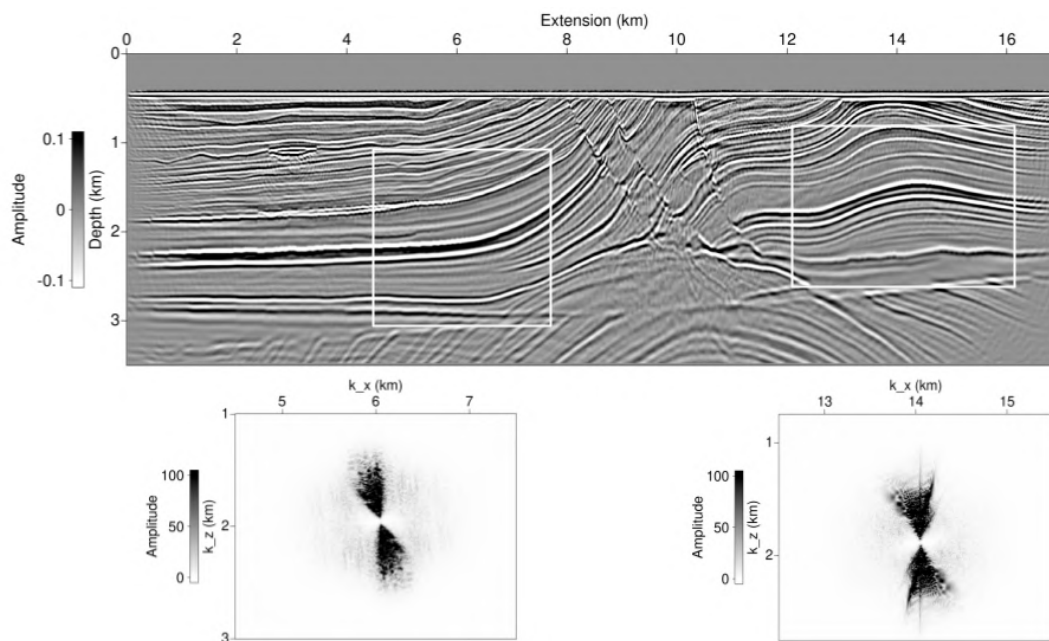 Extension (km)
0 2 4 6 8 10 12 14 16
0
1
2
3
Depth (km)
Amplitude
0.1
0
-0.1
k_x (km)
5 6 7
1
2
3
k_z (km)
Amplitude
100
50
0
k_x (km)
13 14 15
1
2
k_z (km)
Amplitude
100
50
0